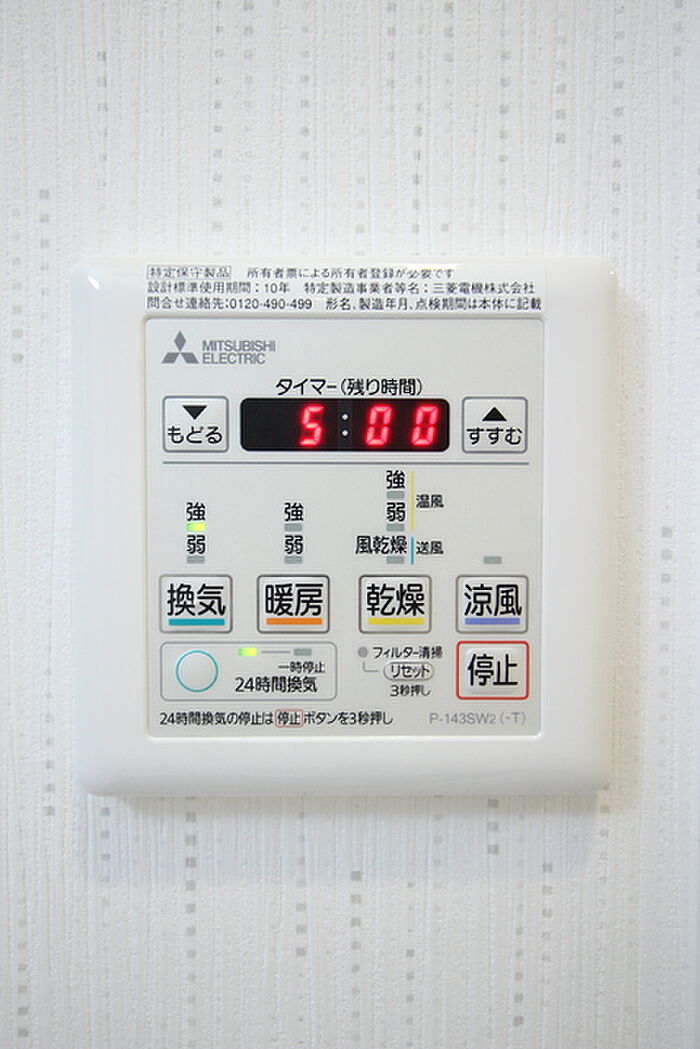 特定保守製品 所有者票による所有者登録が必要です
設計標準使用期間：10年 特定製造事業者等名：三菱電機株式会社
問合せ連絡先：0120-490-499 形名、製造年月、点検期間は本体に記載
MITSUBISHI
ELECTRIC
タイマー（残り時間）
▼ 5:00 ▲
もどる すすむ
強
温風
強 強 弱
弱 弱 風乾燥 送風
換気 暖房 乾燥 涼風
フィルター清掃
一時停止 リセット 停止
24時間換気 3秒押し
24時間換気の停止は 停止 ボタンを3秒押し P-143SW2（-T）